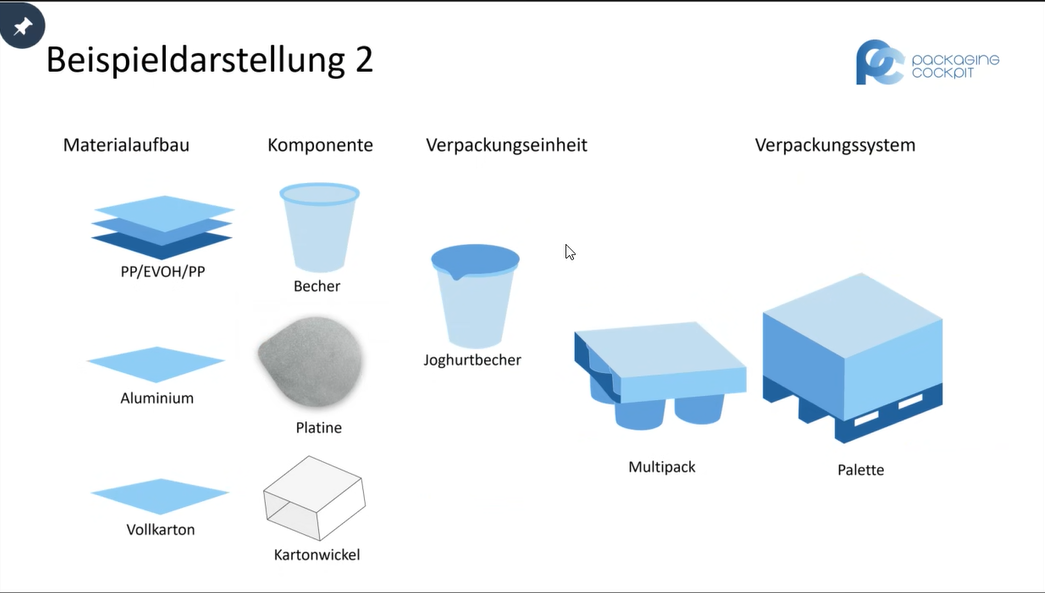 Beispieldarstellung 2
packaging
cockpit
Materialaufbau
Komponente
Verpackungseinheit
Verpackungssystem
PP/EVOH/PP
Becher
Joghurtbecher
Aluminium
Platine
Multipack
Palette
Vollkarton
Kartonwickel